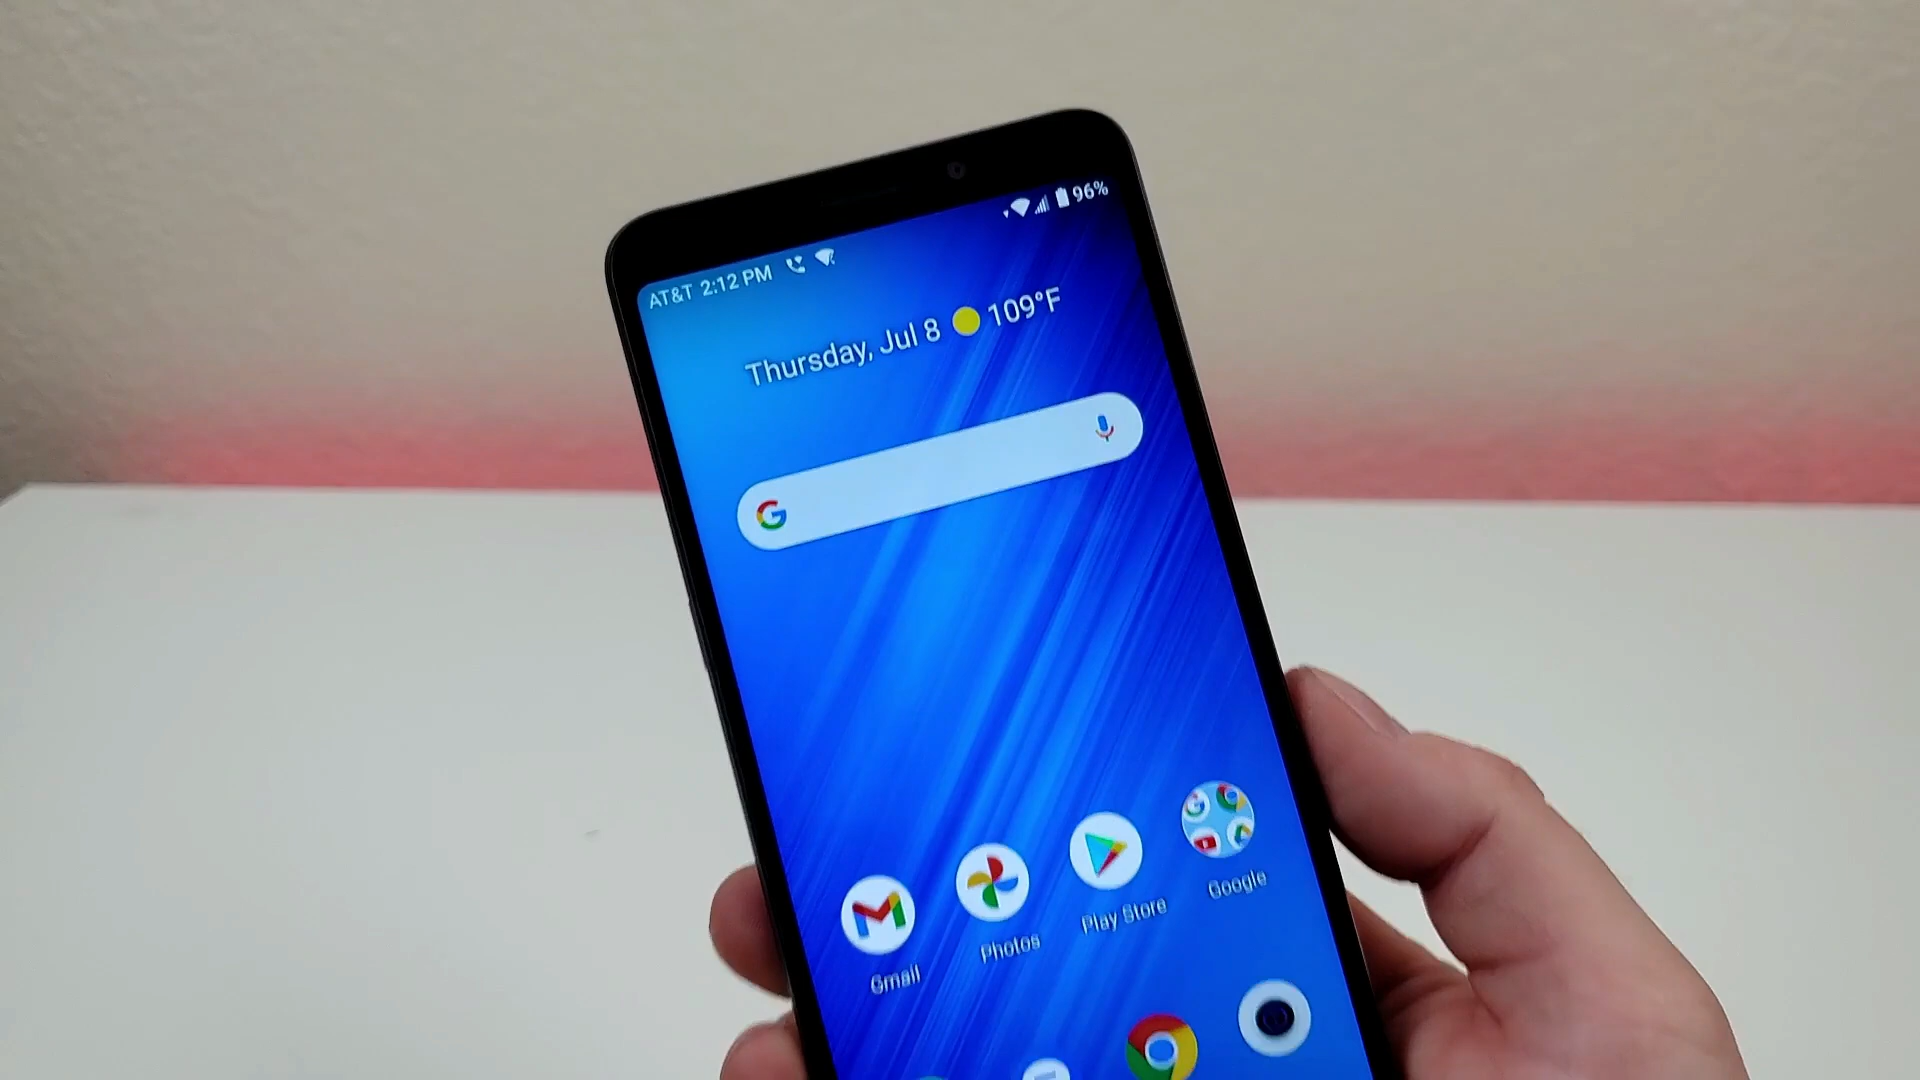 AT&T 2:12 PM 96%
Thursday, Jul 8 109°F
Gmail Photos Play Store Google